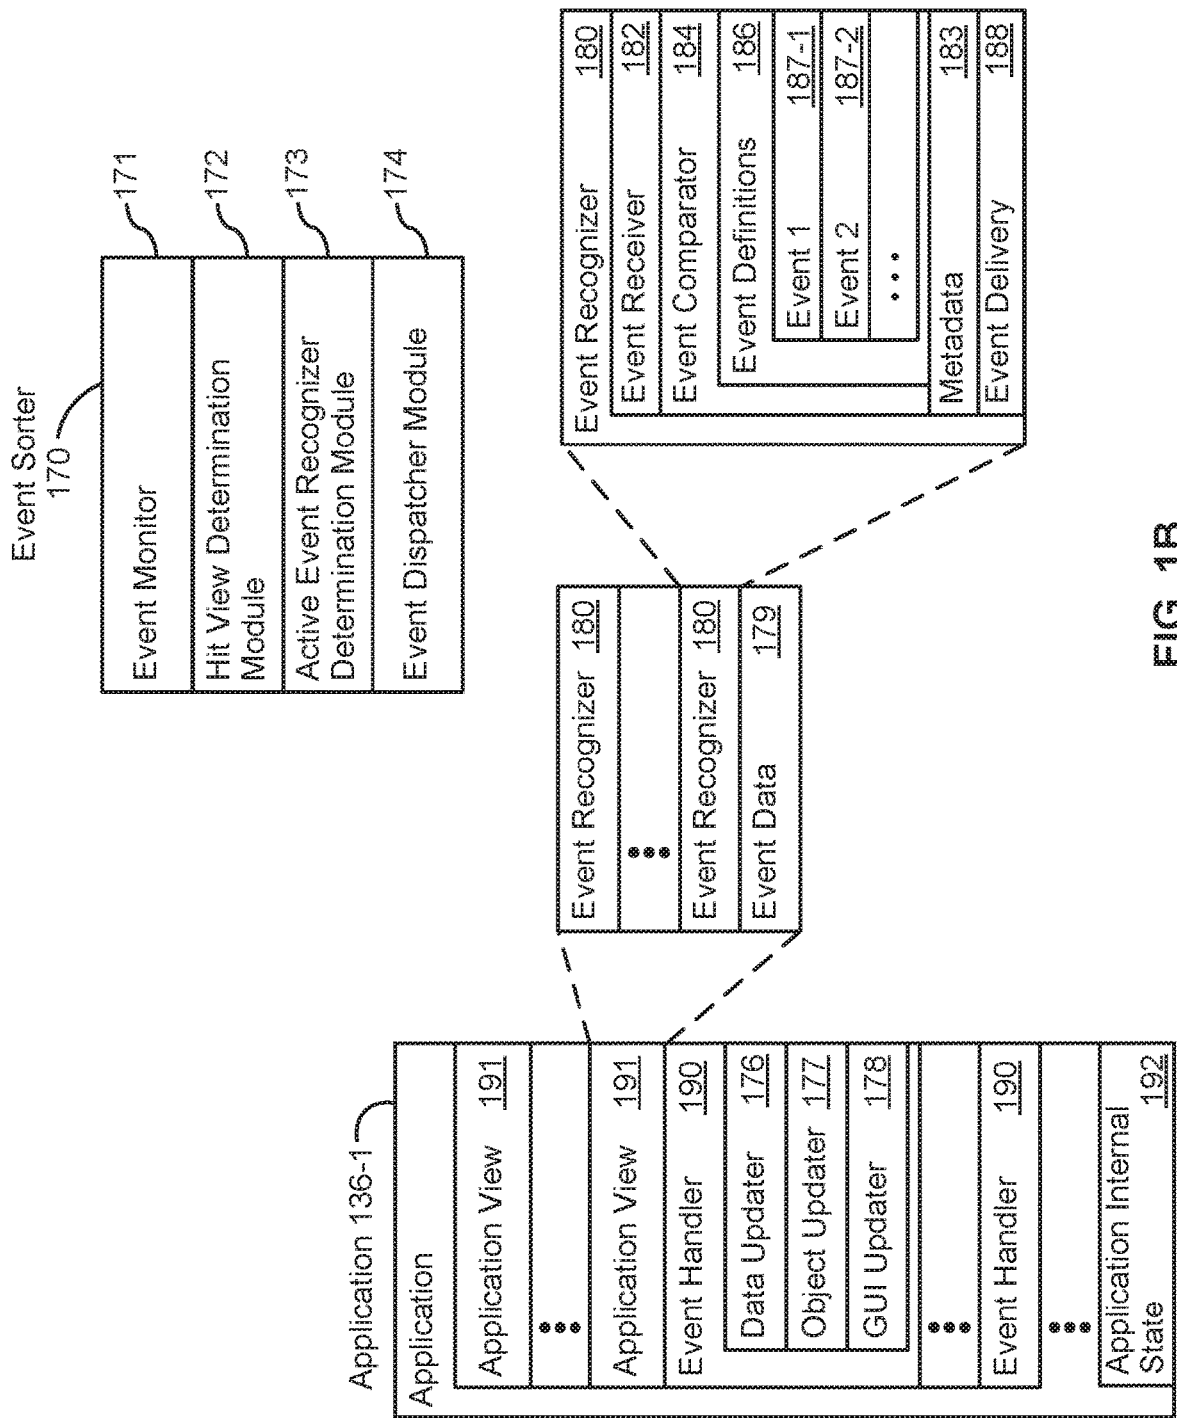 Event Sorter
170
Event Monitor
171
Hit View Determination
Module
172
Active Event Recognizer
Determination Module
173
Event Dispatcher Module
174
Application 136-1
Application
Application View 191
•••
Application View 191
Event Handler 190
Data Updater 176
Object Updater 177
GUI Updater 178
•••
Event Handler 190
•••
Application Internal
State 192
Event Recognizer 180
•••
Event Recognizer 180
Event Data 179
Event Recognizer 180
Event Receiver 182
Event Comparator 184
Event Definitions 186
Event 1 187-1
Event 2 187-2
•••
Metadata 183
Event Delivery 188
FIG. 1B